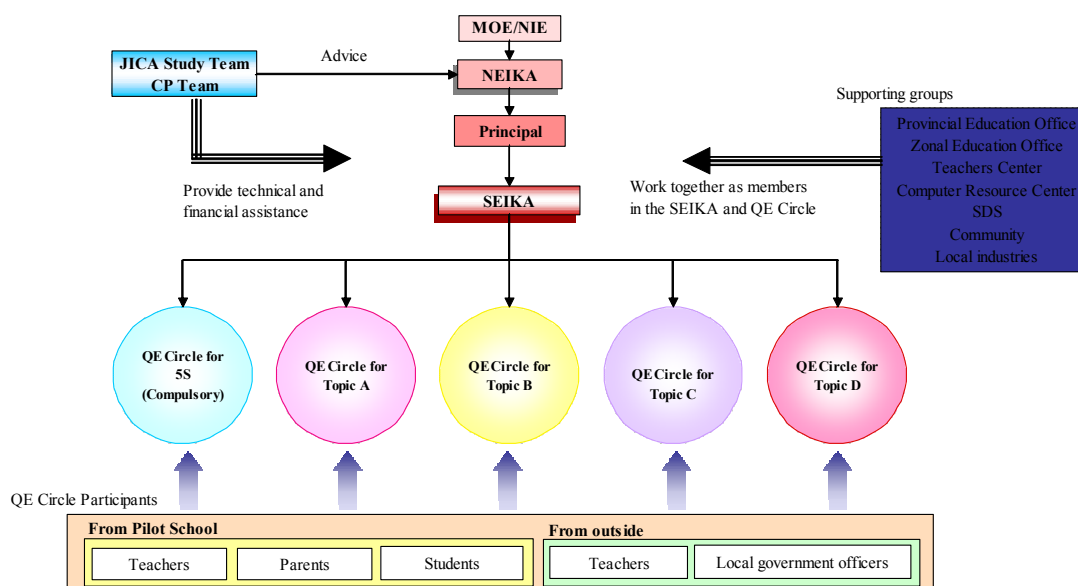 MOE/NIE
JICA Study Team
CP Team
Advice
NEIKA
Supporting groups
Principal
Provincial Education Office
Zonal Education Office
Teachers Center
Computer Resource Center
SDS
Community
Local industries
Provide technical and
financial assistance
Work together as members
in the SEIKA and QE Circle
SEIKA
QE Circle for
5S
(Compulsory)
QE Circle for
Topic A
QE Circle for
Topic B
QE Circle for
Topic C
QE Circle for
Topic D
QE Circle Participants
From Pilot School
Teachers
Parents
Students
From outside
Teachers
Local government officers